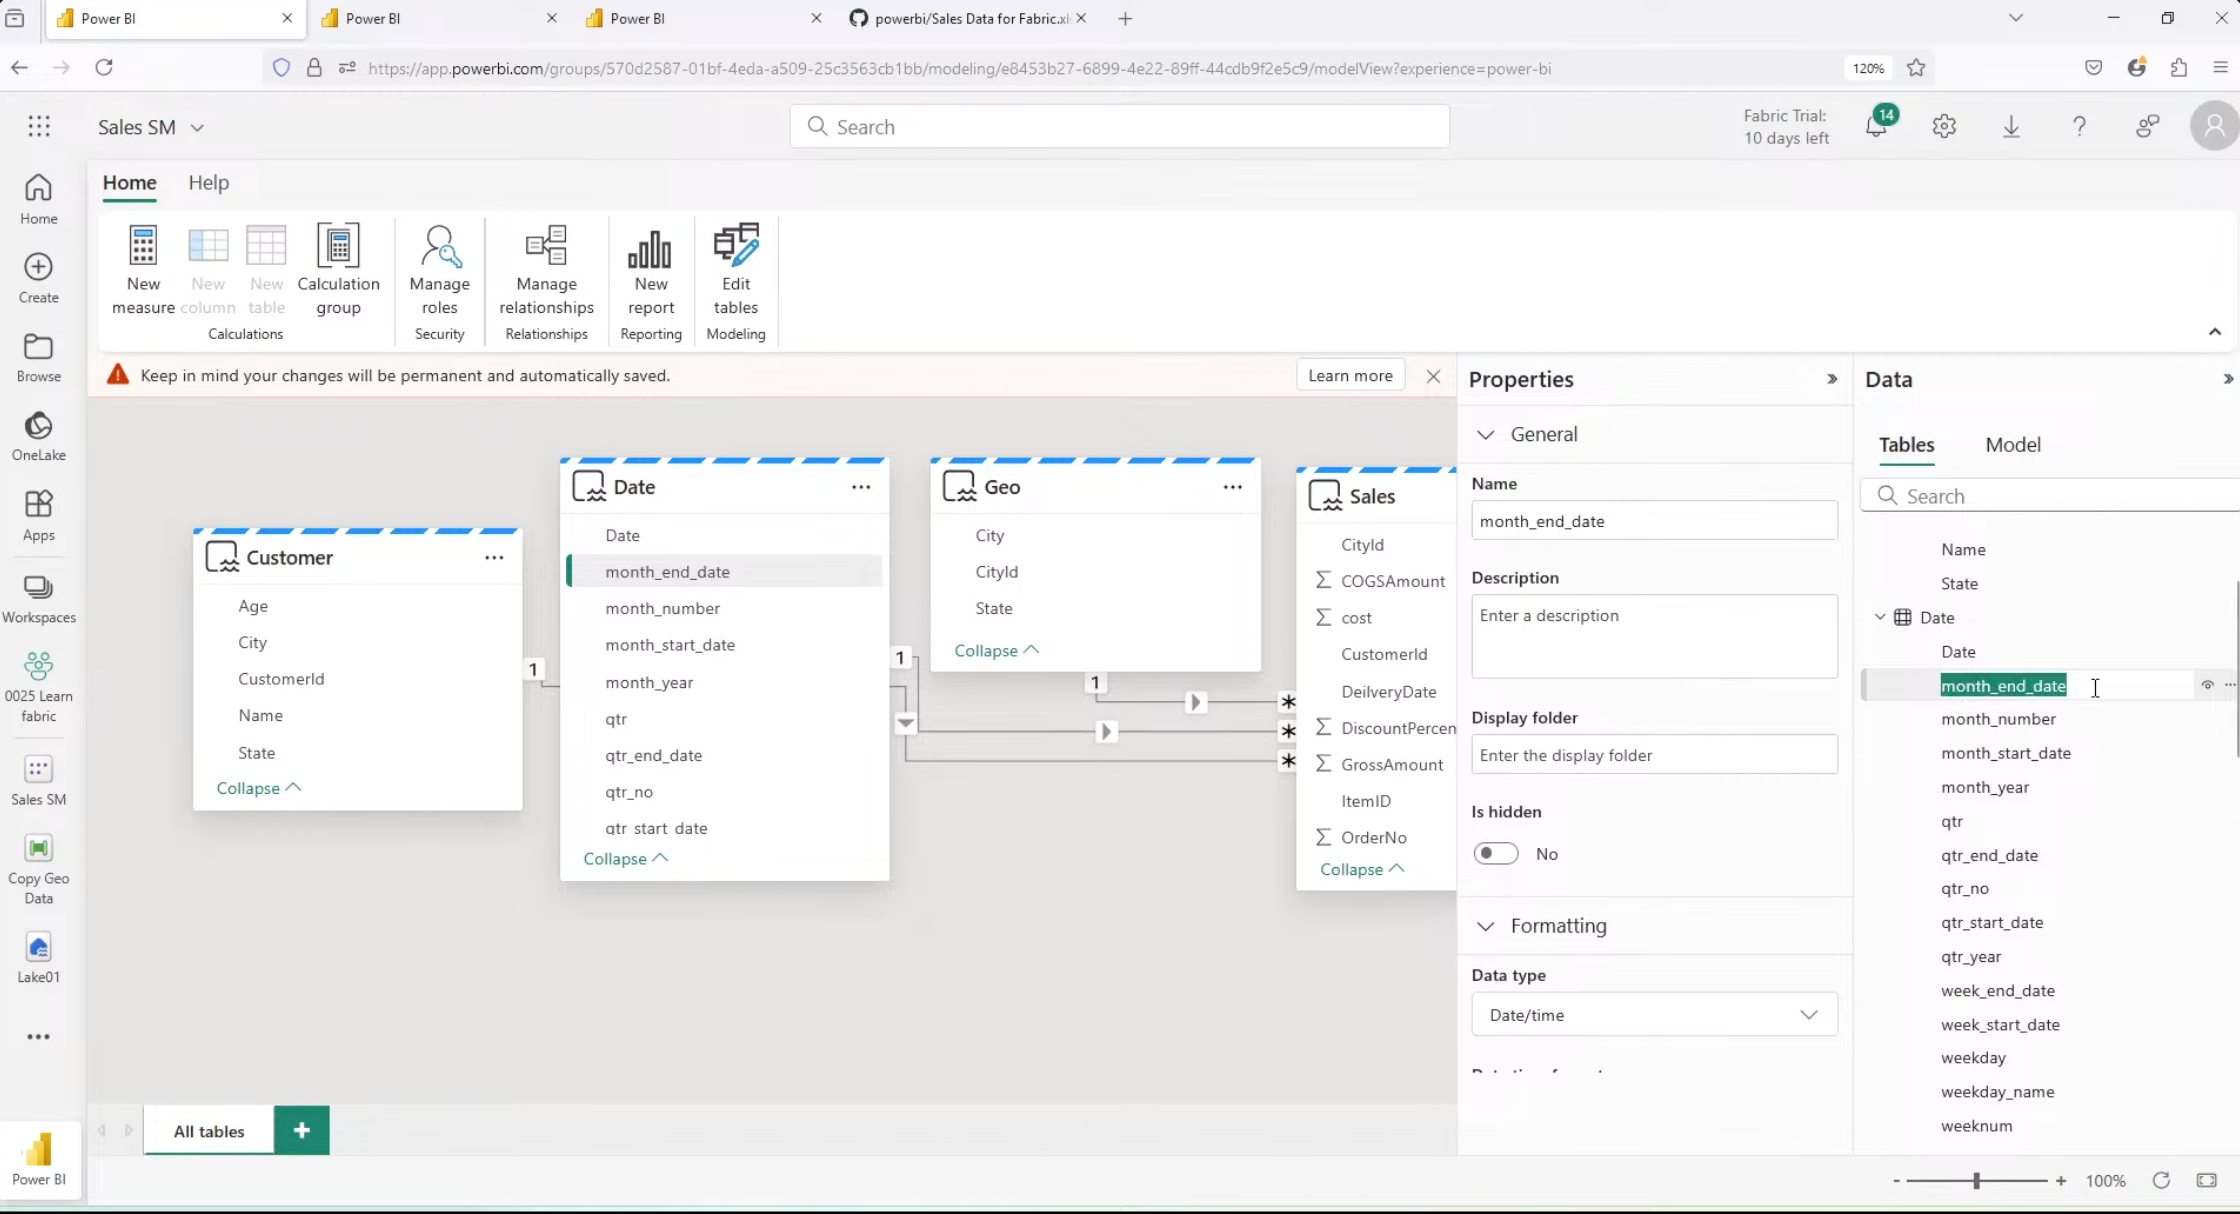 Power BI
Power BI
Power BI
powerbi/Sales Data for Fabric.xl
https://app.powerbi.com/groups/570d2587-01bf-4eda-a509-25c3563cb1bb/modeling/e8453b27-6899-4e22-89ff-44cdb9f2e5c9/modelView?experience=power-bi
120%
Sales SM
Search
Fabric Trial:
10 days left
14
Home
Create
Browse
OneLake
Apps
Workspaces
0025 Learn
fabric
Sales SM
Copy Geo
Data
Lake01
Power BI
Home
Help
New
measure
New
column
New
table
Calculation
group
Calculations
Manage
roles
Security
Manage
relationships
Relationships
New
report
Reporting
Edit
tables
Modeling
Keep in mind your changes will be permanent and automatically saved.
Learn more
Customer
Age
City
CustomerId
Name
State
Collapse
1
Date
Date
month_end_date
month_number
month_start_date
month_year
qtr
qtr_end_date
qtr_no
qtr_start_date
Collapse
1
Geo
City
CityId
State
Collapse
1
*
*
*
Sales
CityId
Σ COGSAmount
Σ cost
CustomerId
DeilveryDate
Σ DiscountPercen
Σ GrossAmount
ItemID
Σ OrderNo
Collapse
All tables
+
Properties
General
Name
month_end_date
Description
Enter a description
Display folder
Enter the display folder
Is hidden
No
Formatting
Data type
Date/time
Data
Tables
Model
Search
Name
State
Date
Date
month_end_date
month_number
month_start_date
month_year
qtr
qtr_end_date
qtr_no
qtr_start_date
qtr_year
week_end_date
week_start_date
weekday
weekday_name
weeknum
- + 100%